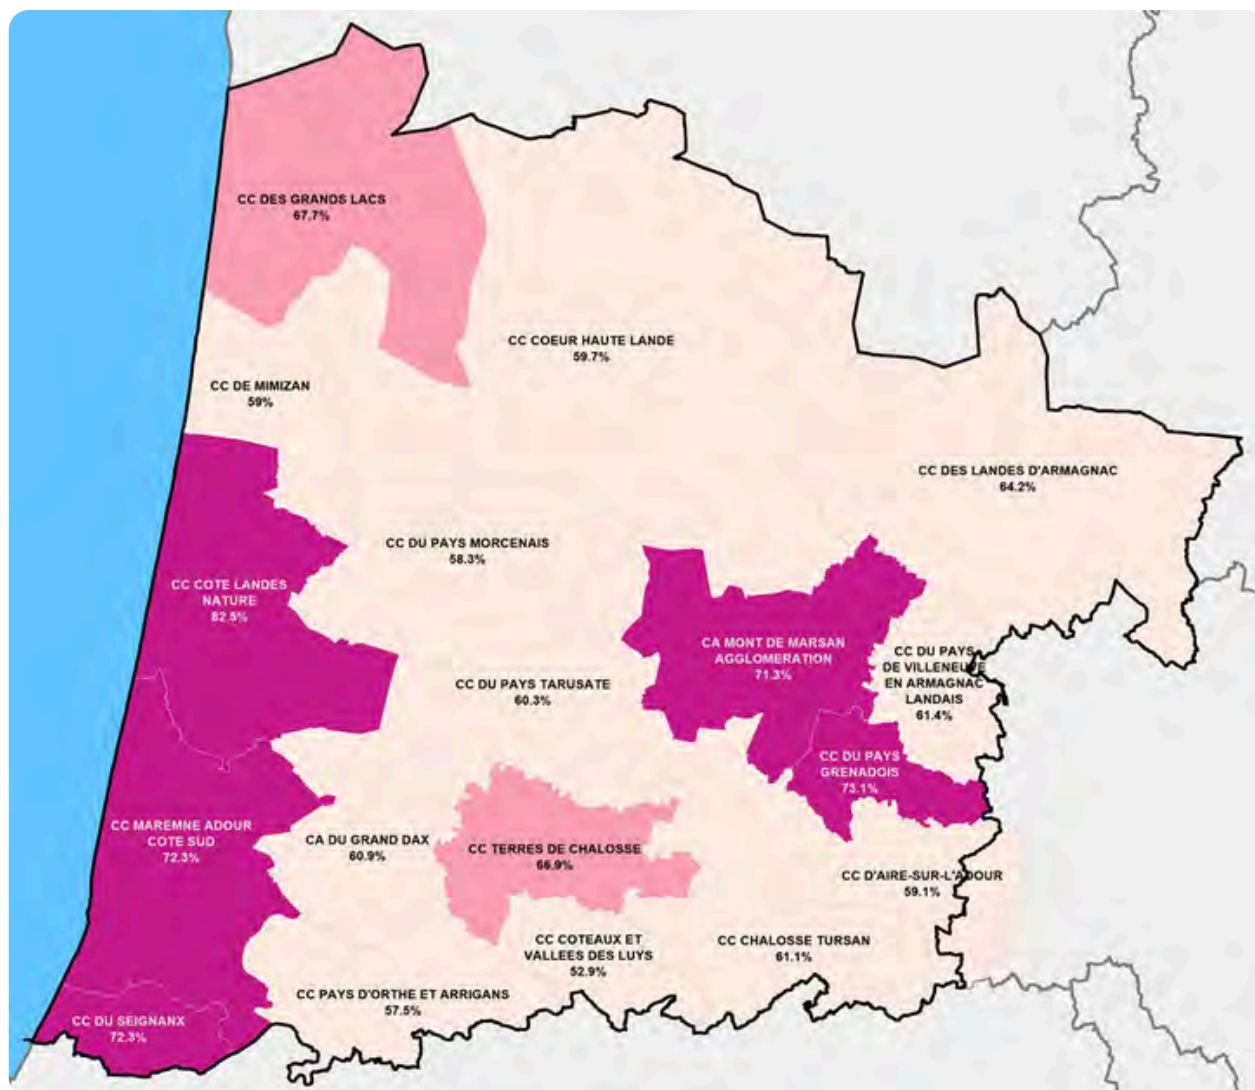 CC DES GRANDS LACS
67.7%
CC COEUR HAUTE LANDE
59.7%
CC DE MIMIZAN
59%
CC DES LANDES D'ARMAGNAC
64.2%
CC DU PAYS MORCENAIS
58.3%
CC COTE LANDES
NATURE
82.5%
CA MONT DE MARSAN
AGGLOMERATION
71.3%
CC DU PAYS
DE VILLENEUVE
EN ARMAGNAC
LANDAIS
61.4%
CC DU PAYS TARUSATE
60.3%
CC DU PAYS
GRENADOIS
73.1%
CC MAREMNE ADOUR
COTE SUD
72.3%
CA DU GRAND DAX
60.9%
CC TERRES DE CHALOSSE
66.9%
CC D'AIRE-SUR-L'ADOUR
59.1%
CC COTEAUX ET
VALLEES DES LUYS
52.9%
CC CHALOSSE TURSAN
61.1%
CC PAYS D'ORTHE ET ARRIGANS
57.5%
CC DU SEIGNANX
72.3%